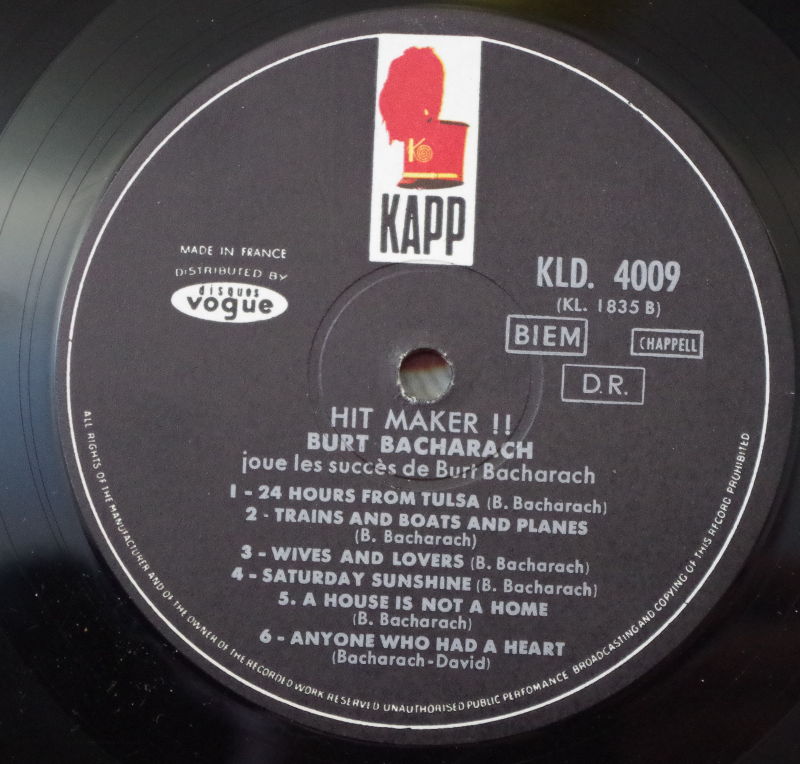 K
KAPP
MADE IN FRANCE
DISTRIBUTED BY
disques
vogue
KLD. 4009
(KL. 1835 B)
BIEM
CHAPPELL
D.R.
HIT MAKER !!
BURT BACHARACH
joue les succès de Burt Bacharach
1 - 24 HOURS FROM TULSA (B. Bacharach)
2 - TRAINS AND BOATS AND PLANES
(B. Bacharach)
3 - WIVES AND LOVERS (B. Bacharach)
4 - SATURDAY SUNSHINE (B. Bacharach)
5. A HOUSE IS NOT A HOME
(B. Bacharach)
6 - ANYONE WHO HAD A HEART
(Bacharach-David)
ALL RIGHTS OF THE MANUFACTURER AND OF THE OWNER OF THE RECORDED WORK RESERVED UNAUTHORISED PUBLIC PERFOMANCE BROADCASTING AND COPYING OF THIS RECORD PROHIBITED